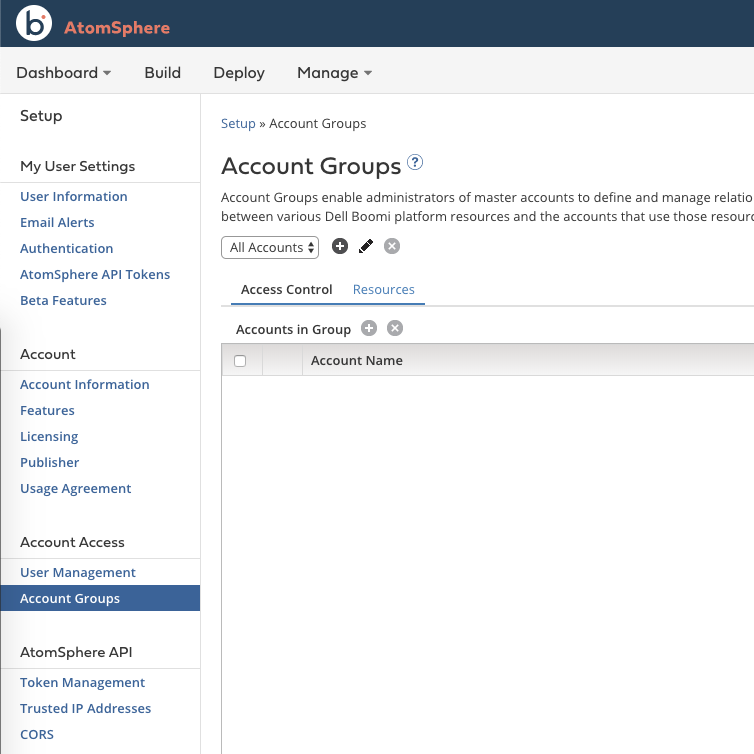 b AtomSphere
Dashboard Build Deploy Manage
Setup
My User Settings
User Information
Email Alerts
Authentication
AtomSphere API Tokens
Beta Features
Account
Account Information
Features
Licensing
Publisher
Usage Agreement
Account Access
User Management
Account Groups
AtomSphere API
Token Management
Trusted IP Addresses
CORS
Setup » Account Groups
Account Groups ?
Account Groups enable administrators of master accounts to define and manage relatio
between various Dell Boomi platform resources and the accounts that use those resourc
All Accounts
Access Control Resources
Accounts in Group
Account Name